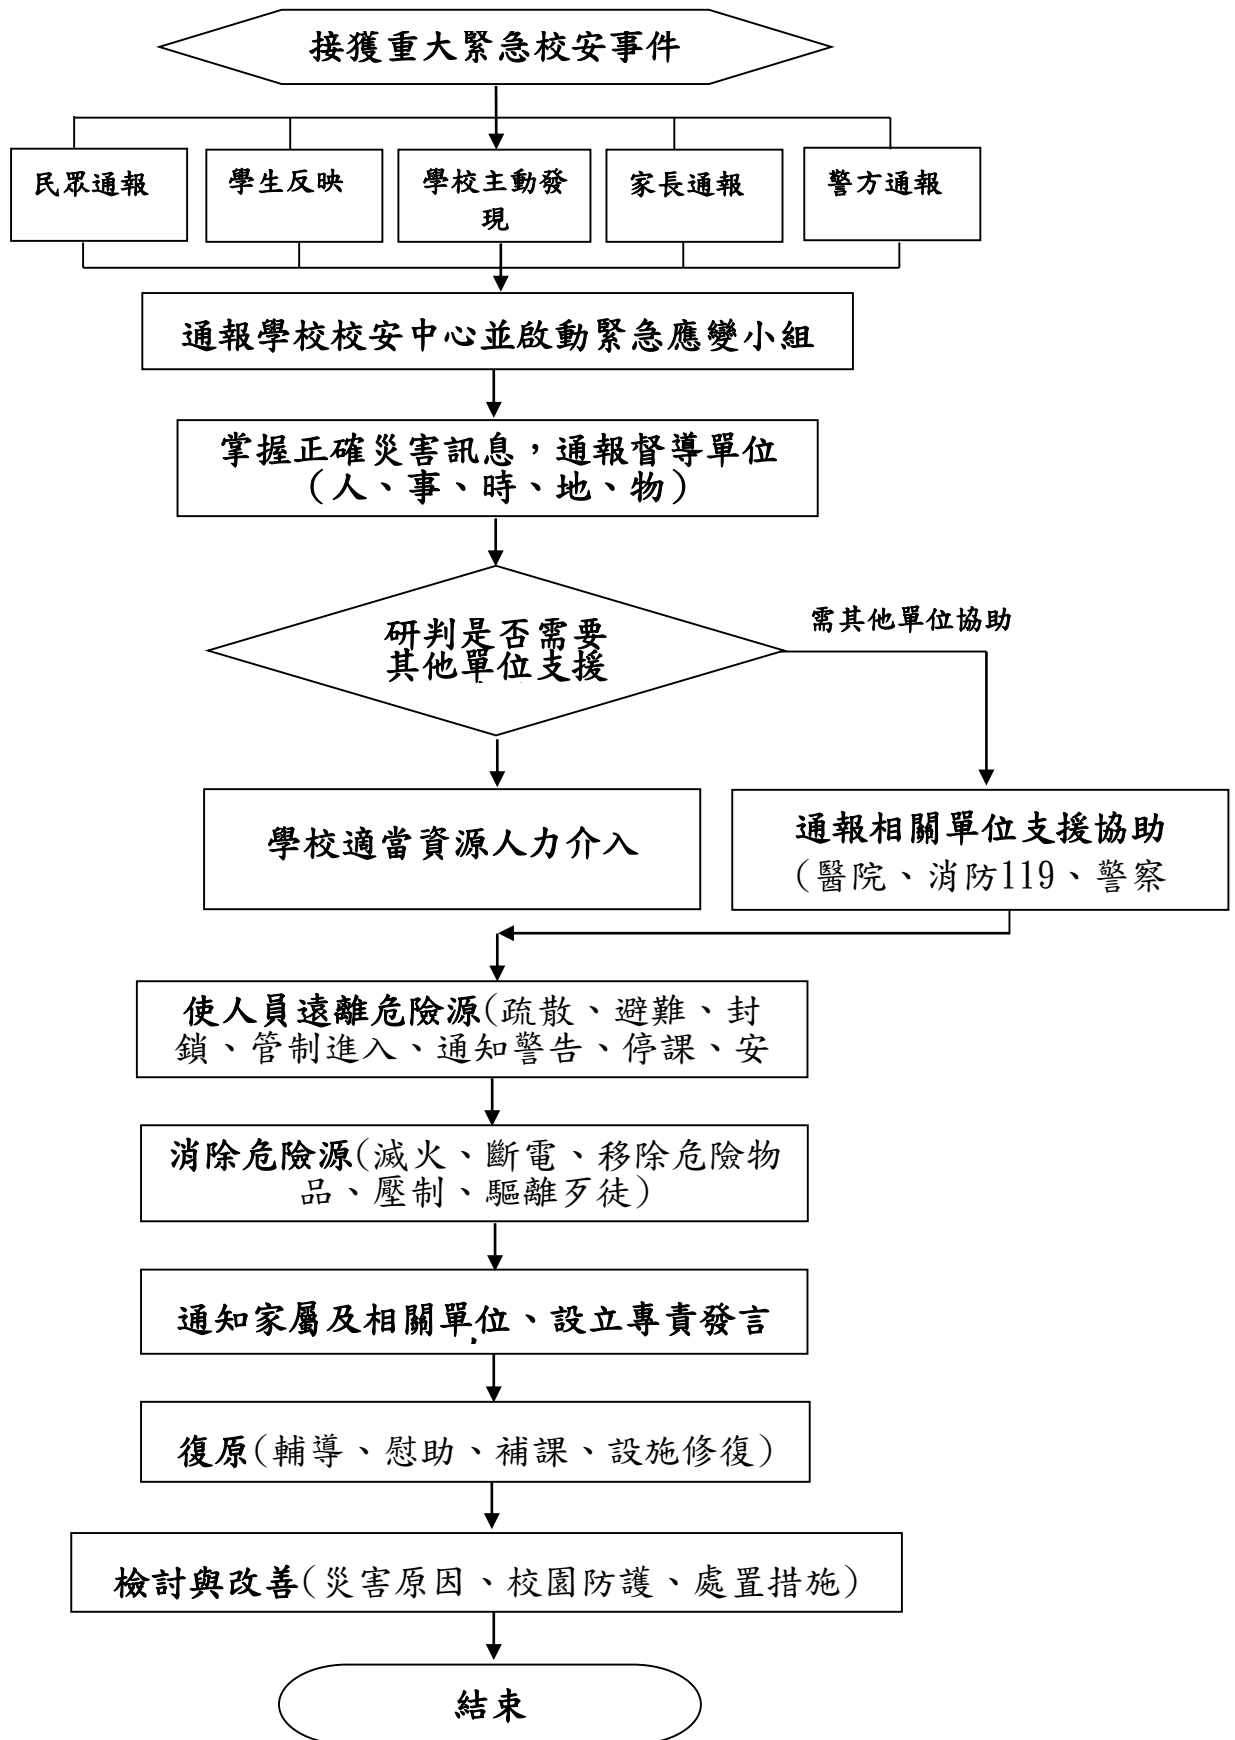 接獲重大緊急校安事件
民眾通報
學生反映
學校主動發
現
家長通報
警方通報
通報學校校安中心並啟動緊急應變小組
掌握正確災害訊息，通報督導單位
（人、事、時、地、物）
研判是否需要
其他單位支援
需其他單位協助
學校適當資源人力介入
通報相關單位支援協助
（醫院、消防119、警察
使人員遠離危險源(疏散、避難、封
鎖、管制進入、通知警告、停課、安
消除危險源(滅火、斷電、移除危險物
品、壓制、驅離歹徒)
通知家屬及相關單位、設立專責發言
復原(輔導、慰助、補課、設施修復)
檢討與改善(災害原因、校園防護、處置措施)
結束